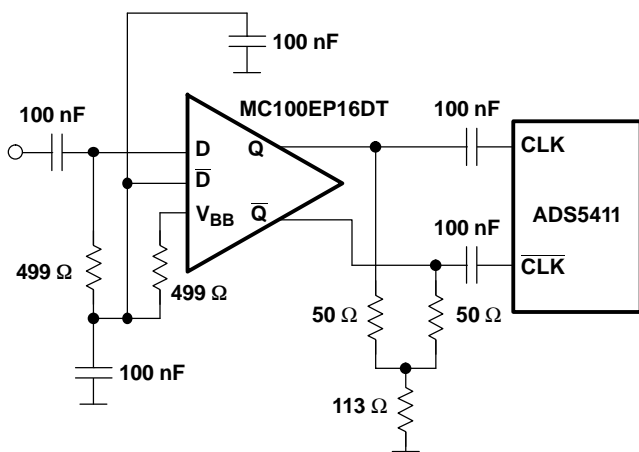 100 nF
MC100EP16DT
100 nF
100 nF
D
Q
CLK
D̅
ADS5411
V_BB
Q̅
100 nF
C̅L̅K̅
499 Ω
499 Ω
50 Ω
50 Ω
100 nF
113 Ω